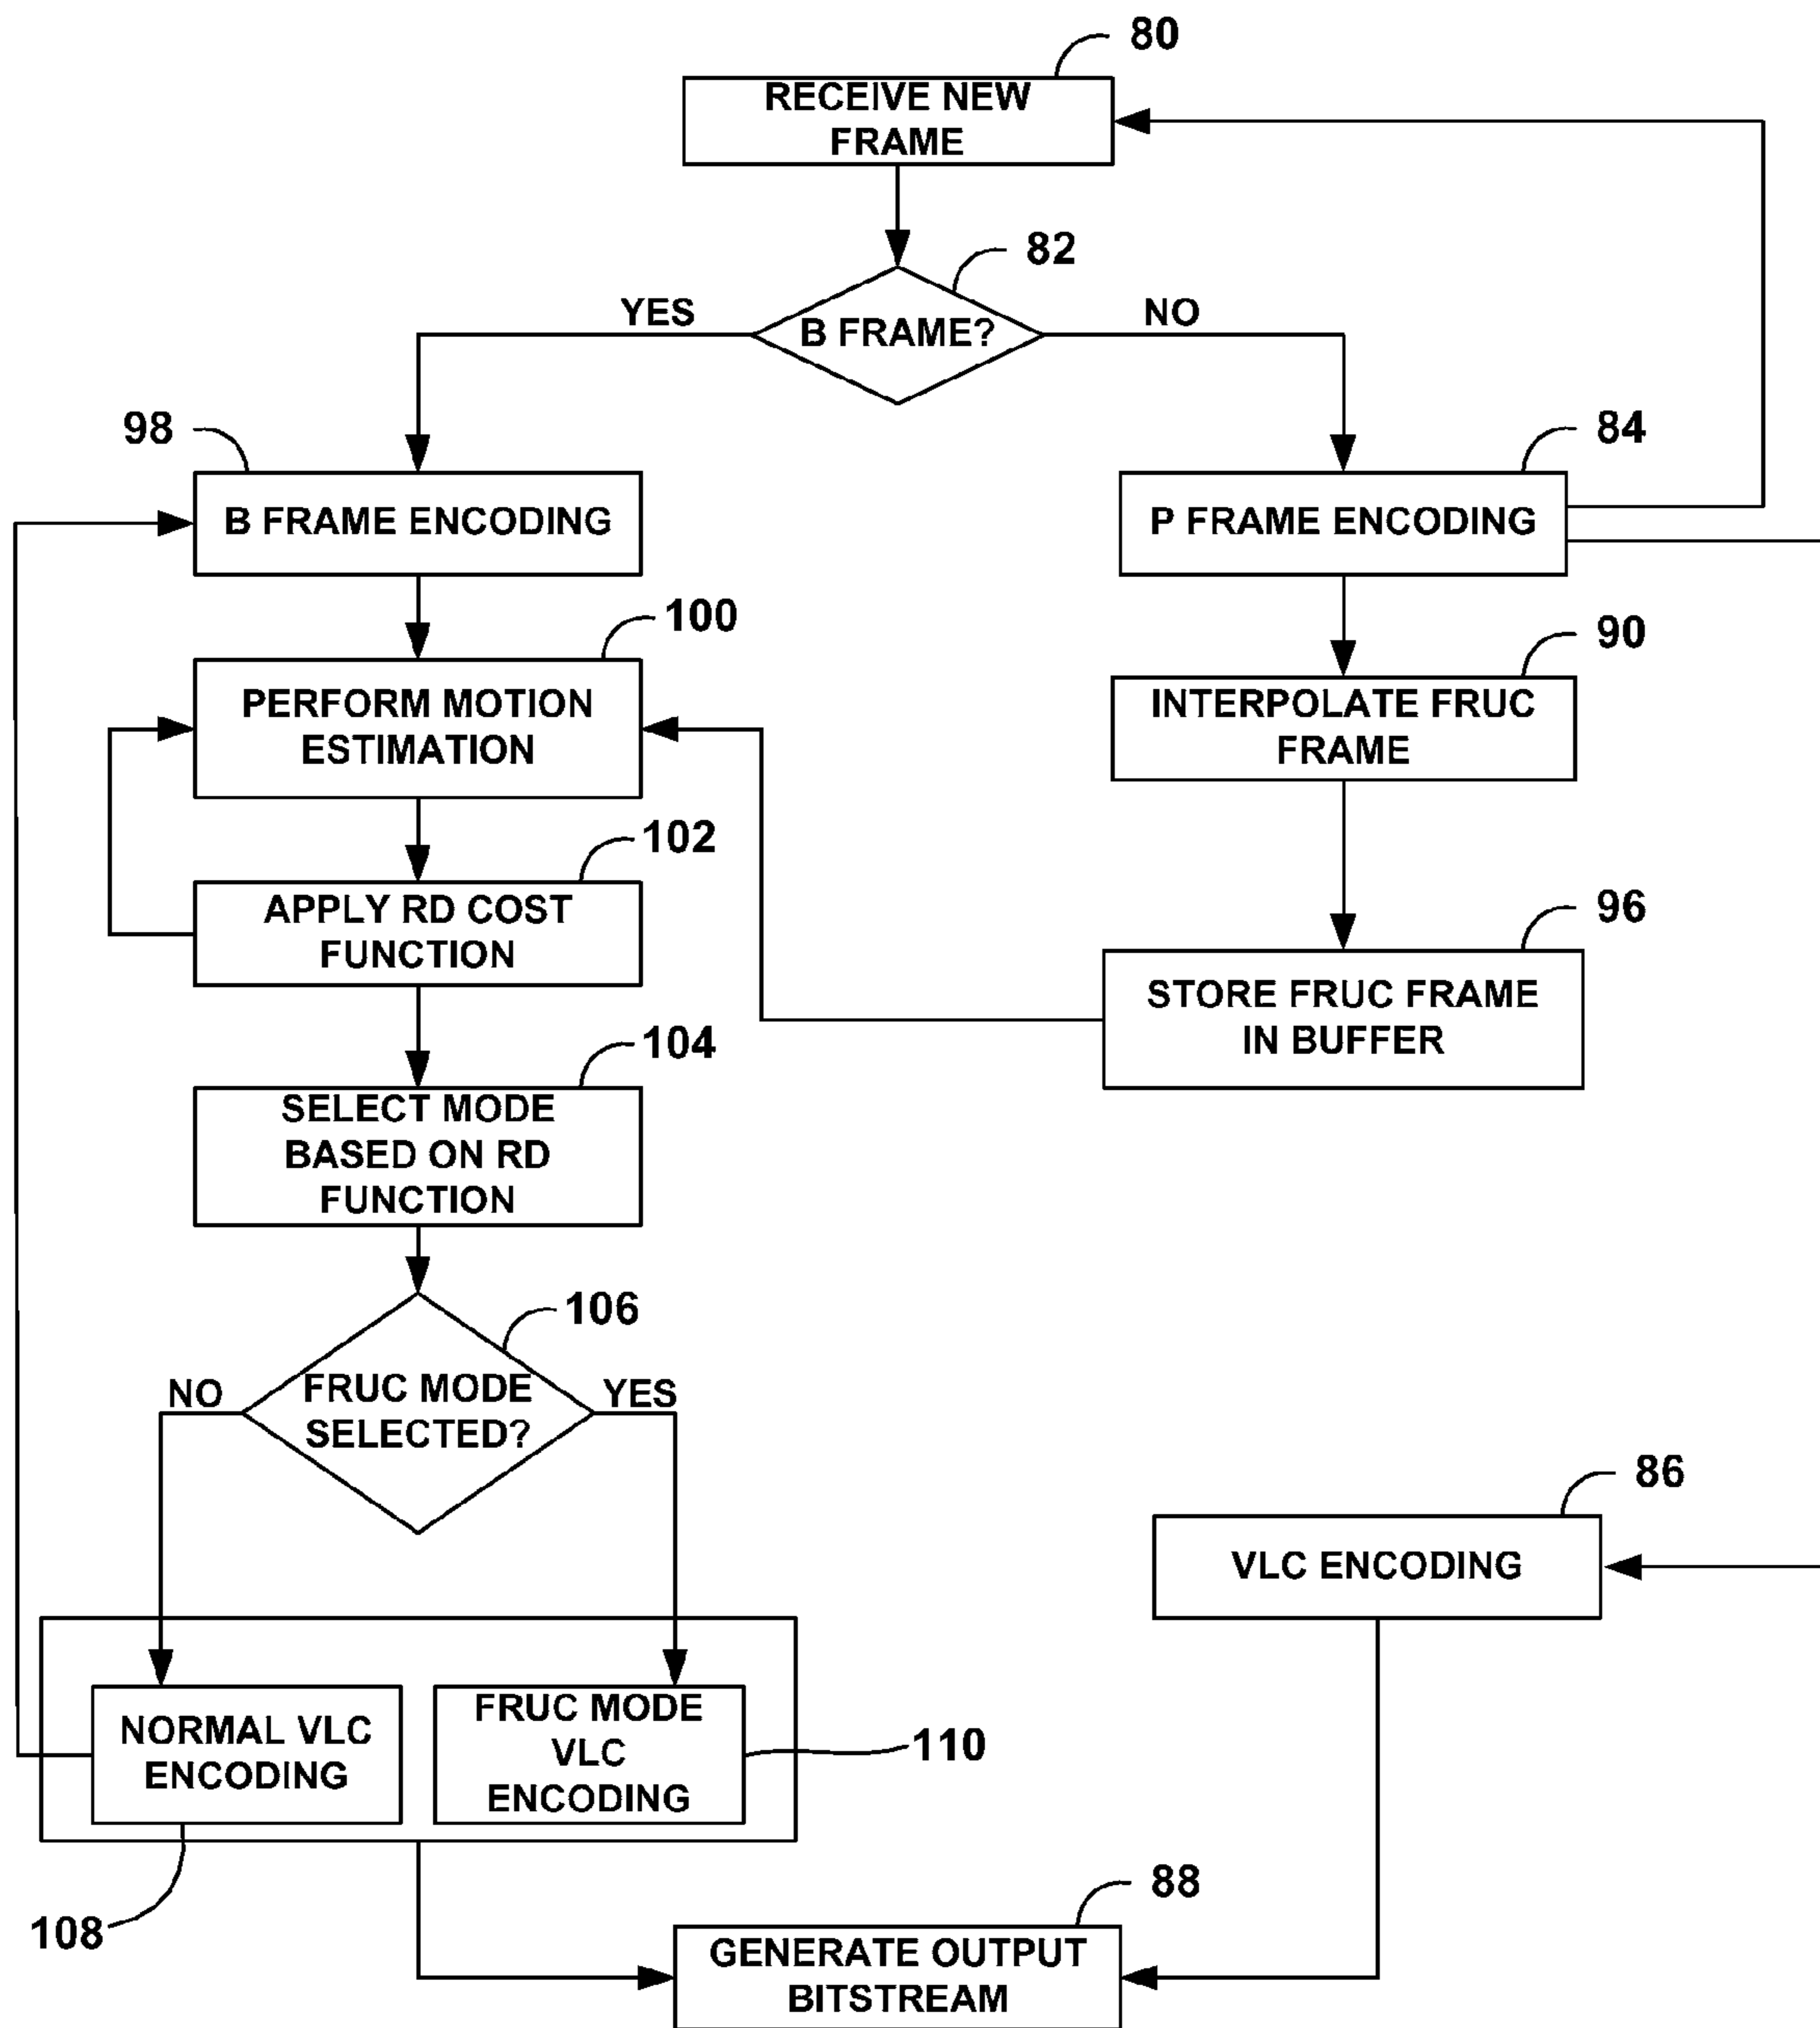 80
RECEIVE NEW
FRAME
82
B FRAME?
YES
NO
98
B FRAME ENCODING
84
P FRAME ENCODING
100
PERFORM MOTION
ESTIMATION
90
INTERPOLATE FRUC
FRAME
102
APPLY RD COST
FUNCTION
96
STORE FRUC FRAME
IN BUFFER
104
SELECT MODE
BASED ON RD
FUNCTION
106
FRUC MODE
SELECTED?
NO
YES
86
VLC ENCODING
NORMAL VLC
ENCODING
FRUC MODE
VLC
ENCODING
110
108
88
GENERATE OUTPUT
BITSTREAM